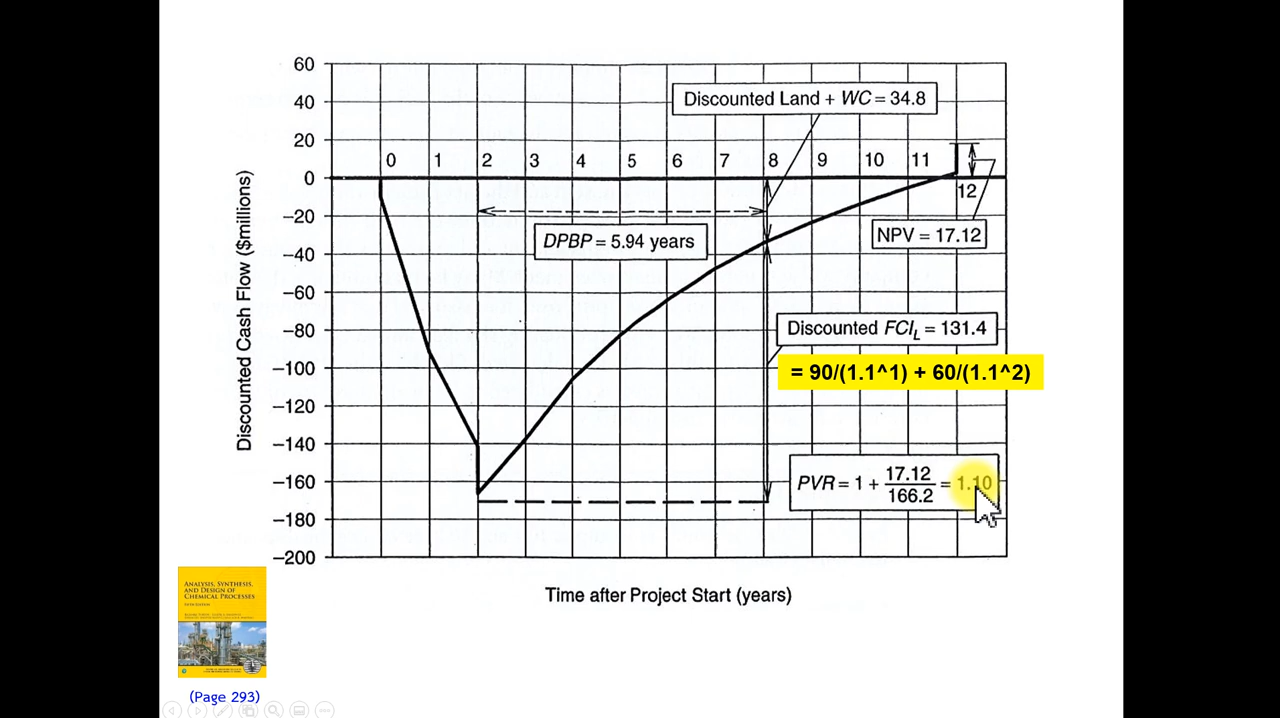 60
40
20
0
−20
−40
−60
−80
−100
−120
−140
−160
−180
−200
Discounted Cash Flow ($millions)
0 1 2 3 4 5 6 7 8 9 10 11
12
Discounted Land + WC = 34.8
DPBP = 5.94 years
NPV = 17.12
Discounted FCI_L = 131.4
= 90/(1.1^1) + 60/(1.1^2)
PVR = 1 + 17.12/166.2 = 1.10
Time after Project Start (years)
ANALYSIS, SYNTHESIS,
AND DESIGN OF
CHEMICAL PROCESSES
(Page 293)